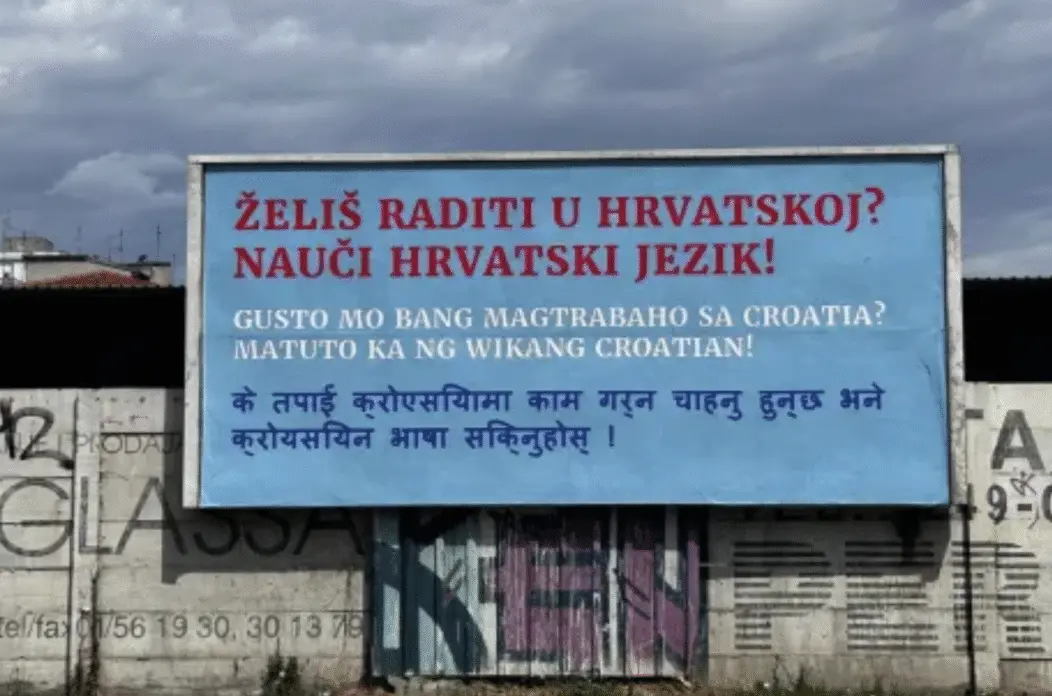 ŽELIŠ RADITI U HRVATSKOJ?
NAUČI HRVATSKI JEZIK!
GUSTO MO BANG MAGTRABAHO SA CROATIA?
MATUTO KA NG WIKANG CROATIAN!
के तपाई क्रोएसियिामा काम गर्न चाहनु हुन्छ भने
क्रोयसयिन भाषा सकि्नुहोस् !
PRODAJA
GLASSA
tel/fax 01/56 19 30, 30 13 79